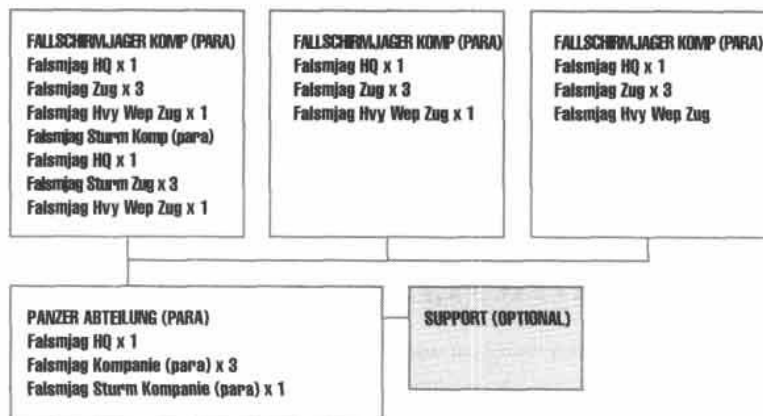 FALLSCHIRMJAGER KOMP (PARA)
Falsmjag HQ x 1
Falsmjag Zug x 3
Falsmjag Hvy Wep Zug x 1
Falsmjag Sturm Komp (para)
Falsmjag HQ x 1
Falsmjag Sturm Zug x 3
Falsmjag Hvy Wep Zug x 1
FALLSCHIRMJAGER KOMP (PARA)
Falsmjag HQ x 1
Falsmjag Zug x 3
Falsmjag Hvy Wep Zug x 1
FALLSCHIRMJAGER KOMP (PARA)
Falsmjag HQ x 1
Falsmjag Zug x 3
Falsmjag Hvy Wep Zug
PANZER ABTEILUNG (PARA)
Falsmjag HQ x 1
Falsmjag Kompanie (para) x 3
Falsmjag Sturm Kompanie (para) x 1
SUPPORT (OPTIONAL)